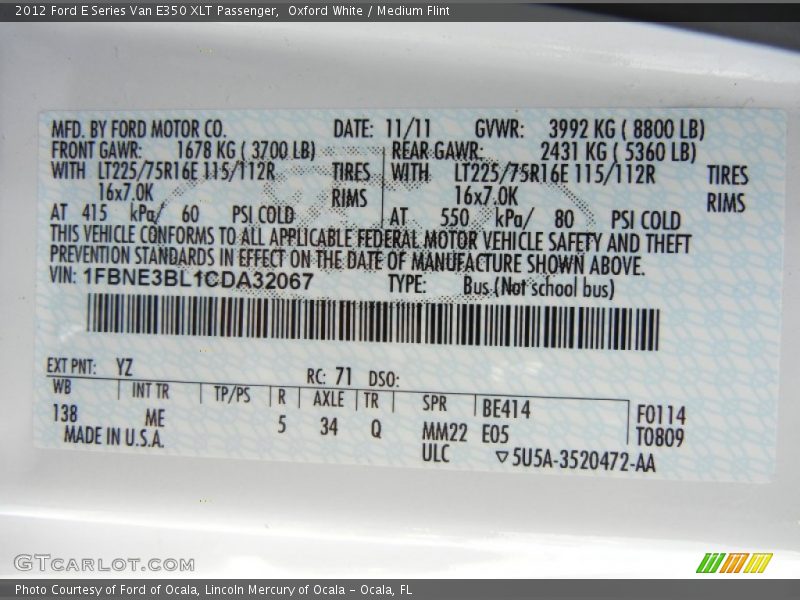 2012 Ford E Series Van E350 XLT Passenger, Oxford White / Medium Flint
MFD. BY FORD MOTOR CO. DATE: 11/11 GVWR: 3992 KG ( 8800 LB)
FRONT GAWR: 1678 KG ( 3700 LB) REAR GAWR: 2431 KG ( 5360 LB)
WITH LT225/75R16E 115/112R TIRES WITH LT225/75R16E 115/112R TIRES
16x7.0K RIMS 16x7.0K RIMS
AT 415 kPa/ 60 PSI COLD AT 550 kPa/ 80 PSI COLD
THIS VEHICLE CONFORMS TO ALL APPLICABLE FEDERAL MOTOR VEHICLE SAFETY AND THEFT
PREVENTION STANDARDS IN EFFECT ON THE DATE OF MANUFACTURE SHOWN ABOVE.
VIN: 1FBNE3BL1CDA32067 TYPE: Bus (Not school bus)
EXT PNT: YZ RC: 71 DSO:
WB INT TR TP/PS R AXLE TR SPR BE414 F0114
138 ME 5 34 Q MM22 E05 T0809
MADE IN U.S.A. ULC ▽5U5A-3520472-AA
GTCARLOT.COM
Photo Courtesy of Ford of Ocala, Lincoln Mercury of Ocala - Ocala, FL